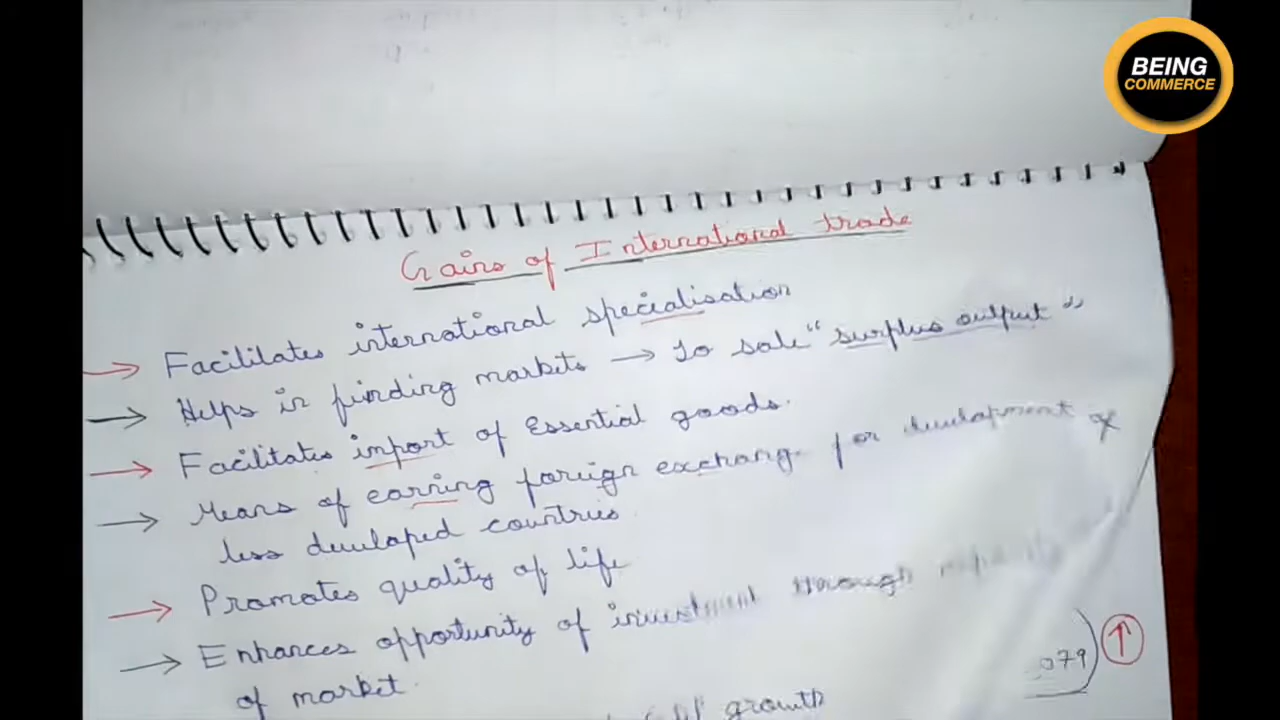 BEING
COMMERCE
Gains of International trade
→ Facilitates international specialisation
→ Helps in finding markets → To sale "surplus output"
→ Facilitates import of Essential goods.
→ Means of earning foreign exchange for development of
less developed countries
→ Promotes quality of life
→ Enhances opportunity of investment through
of market.
079 ↑
growth